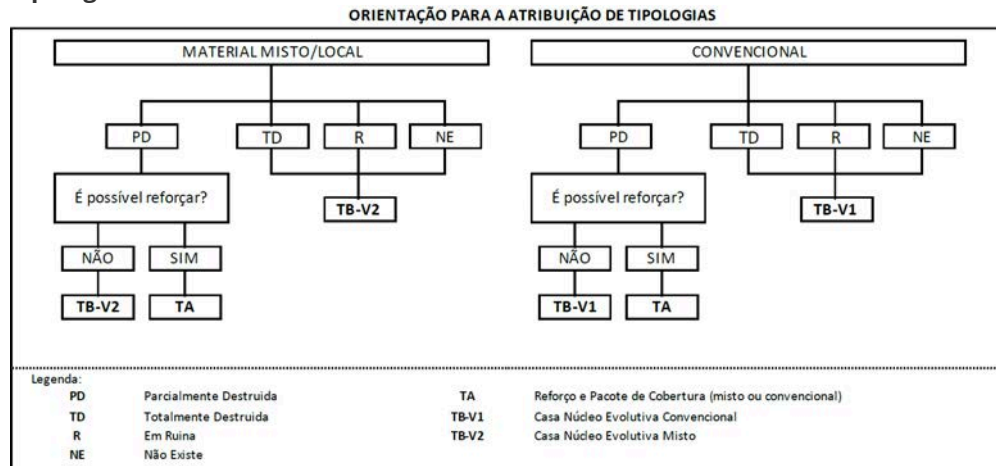 ORIENTAÇÃO PARA A ATRIBUIÇÃO DE TIPOLOGIAS
MATERIAL MISTO/LOCAL
CONVENCIONAL
PD TD R NE
PD TD R NE
É possível reforçar?
TB-V2
É possível reforçar?
TB-V1
NÃO SIM
NÃO SIM
TB-V2 TA
TB-V1 TA
Legenda:
PD Parcialmente Destruida
TD Totalmente Destruida
R Em Ruina
NE Não Existe
TA Reforço e Pacote de Cobertura (misto ou convencional)
TB-V1 Casa Núcleo Evolutiva Convencional
TB-V2 Casa Núcleo Evolutiva Misto